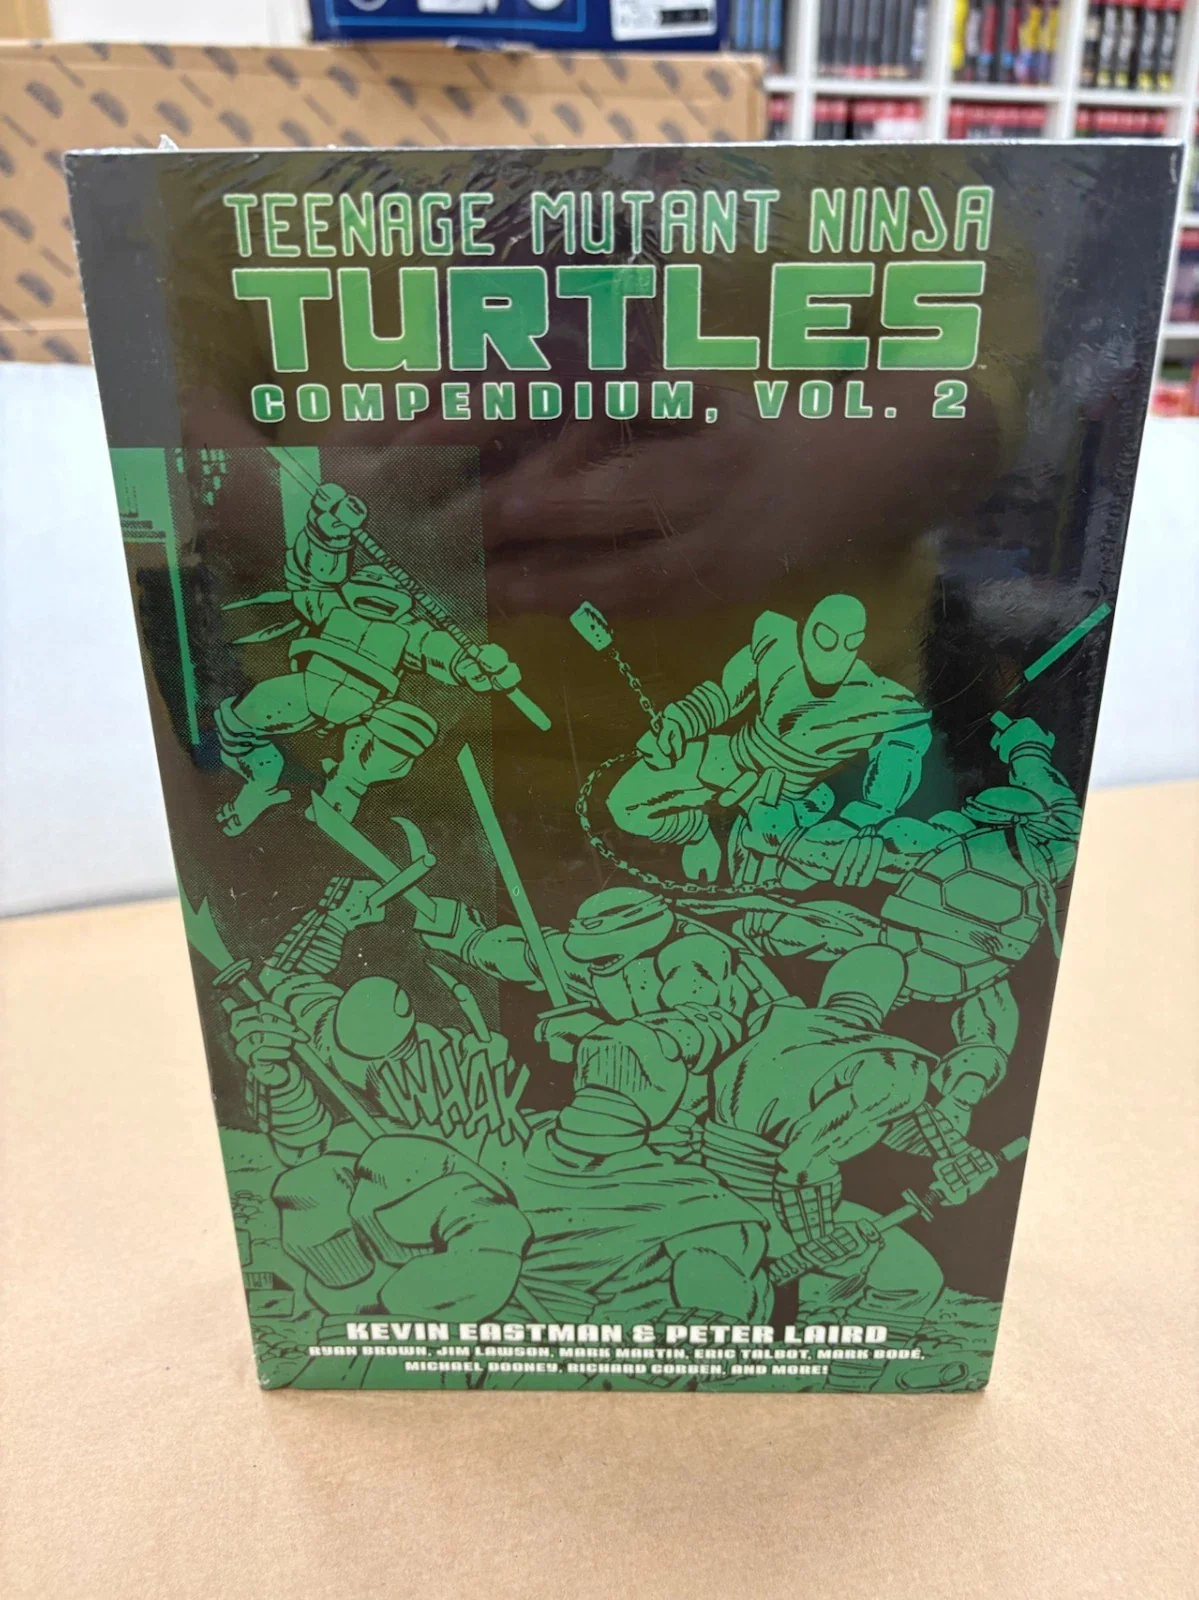 TEENAGE MUTANT NINJA
TURTLES
COMPENDIUM, VOL. 2
WHAK
KEVIN EASTMAN & PETER LAIRD
RYAN BROWN, JIM LAWSON, MARK MARTIN, ERIC TALBOT, MARK BODÉ,
MICHAEL DOONEY, RICHARD CORBEN, AND MORE!